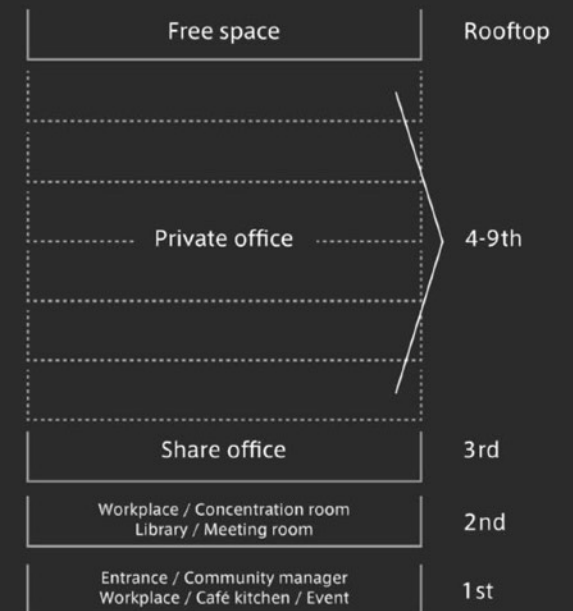 Free space Rooftop
Private office 4-9th
Share office 3rd
Workplace / Concentration room
Library / Meeting room
2nd
Entrance / Community manager
Workplace / Café kitchen / Event
1st